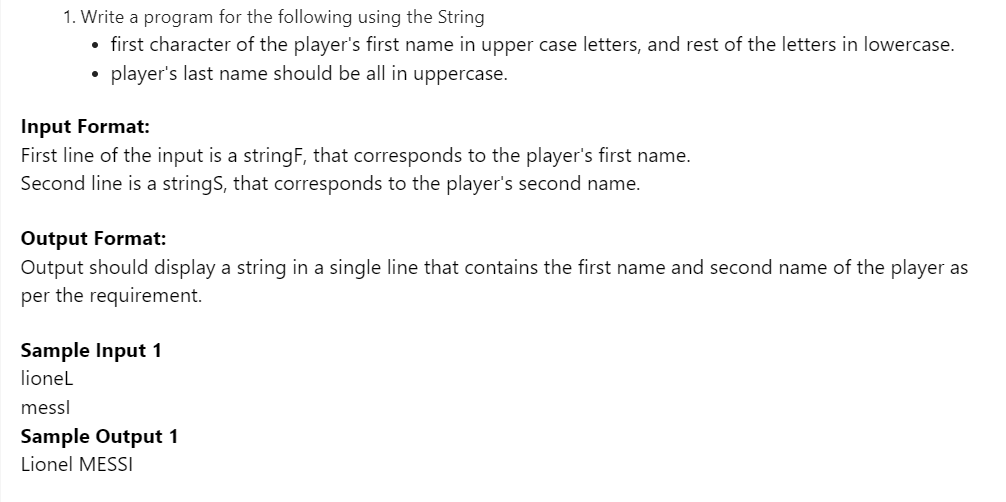 1. Write a program for the following using the String
• first character of the player's first name in upper case letters, and rest of the letters in lowercase.
• player's last name should be all in uppercase.
Input Format:
First line of the input is a stringF, that corresponds to the player's first name.
Second line is a stringS, that corresponds to the player's second name.
Output Format:
Output should display a string in a single line that contains the first name and second name of the player as
per the requirement.
Sample Input 1
lioneL
messI
Sample Output 1
Lionel MESSI